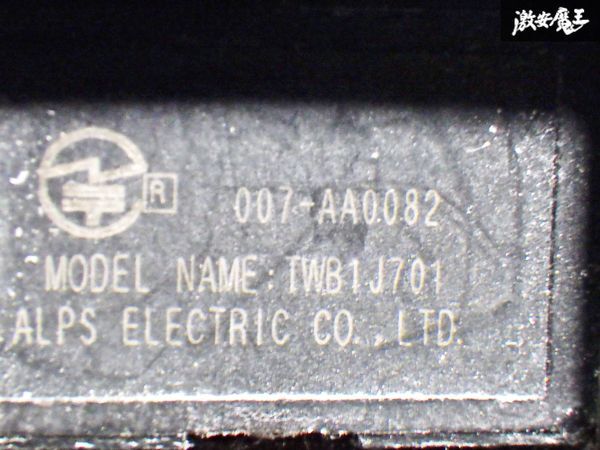 激安魔王
R 007-AA0082
MODEL NAME:TWB1J701
ALPS ELECTRIC CO.,LTD.